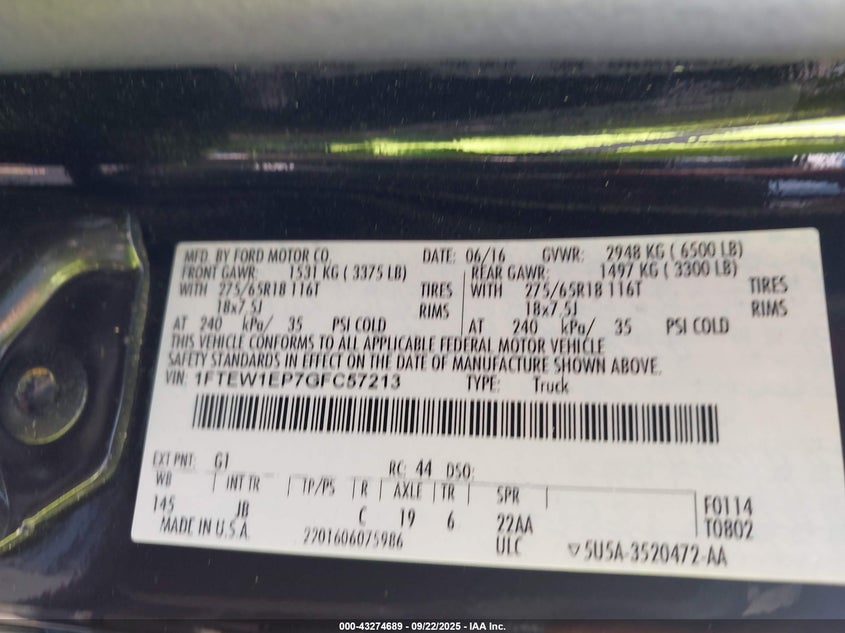 MFD. BY FORD MOTOR CO. DATE: 06/16 GVWR: 2948 KG ( 6500 LB)
FRONT GAWR: 1531 KG ( 3375 LB) REAR GAWR: 1497 KG ( 3300 LB)
WITH 275/65R18 116T TIRES WITH 275/65R18 116T TIRES
18x7.5J RIMS 18x7.5J RIMS
AT 240 kPa/ 35 PSI COLD AT 240 kPa/ 35 PSI COLD
THIS VEHICLE CONFORMS TO ALL APPLICABLE FEDERAL MOTOR VEHICLE
SAFETY STANDARDS IN EFFECT ON THE DATE OF MANUFACTURE SHOWN ABOVE.
VIN: 1FTEW1EP7GFC57213 TYPE: Truck
EXT PNT: G1 RC: 44 DSO:
WB INT TR TP/PS R AXLE TR SPR
145 JB C 19 6 22AA F0114
MADE IN U.S.A. 2201606075986 ULC T0802
5U5A-3520472-AA
000-43274689 - 09/22/2025 - IAA Inc.